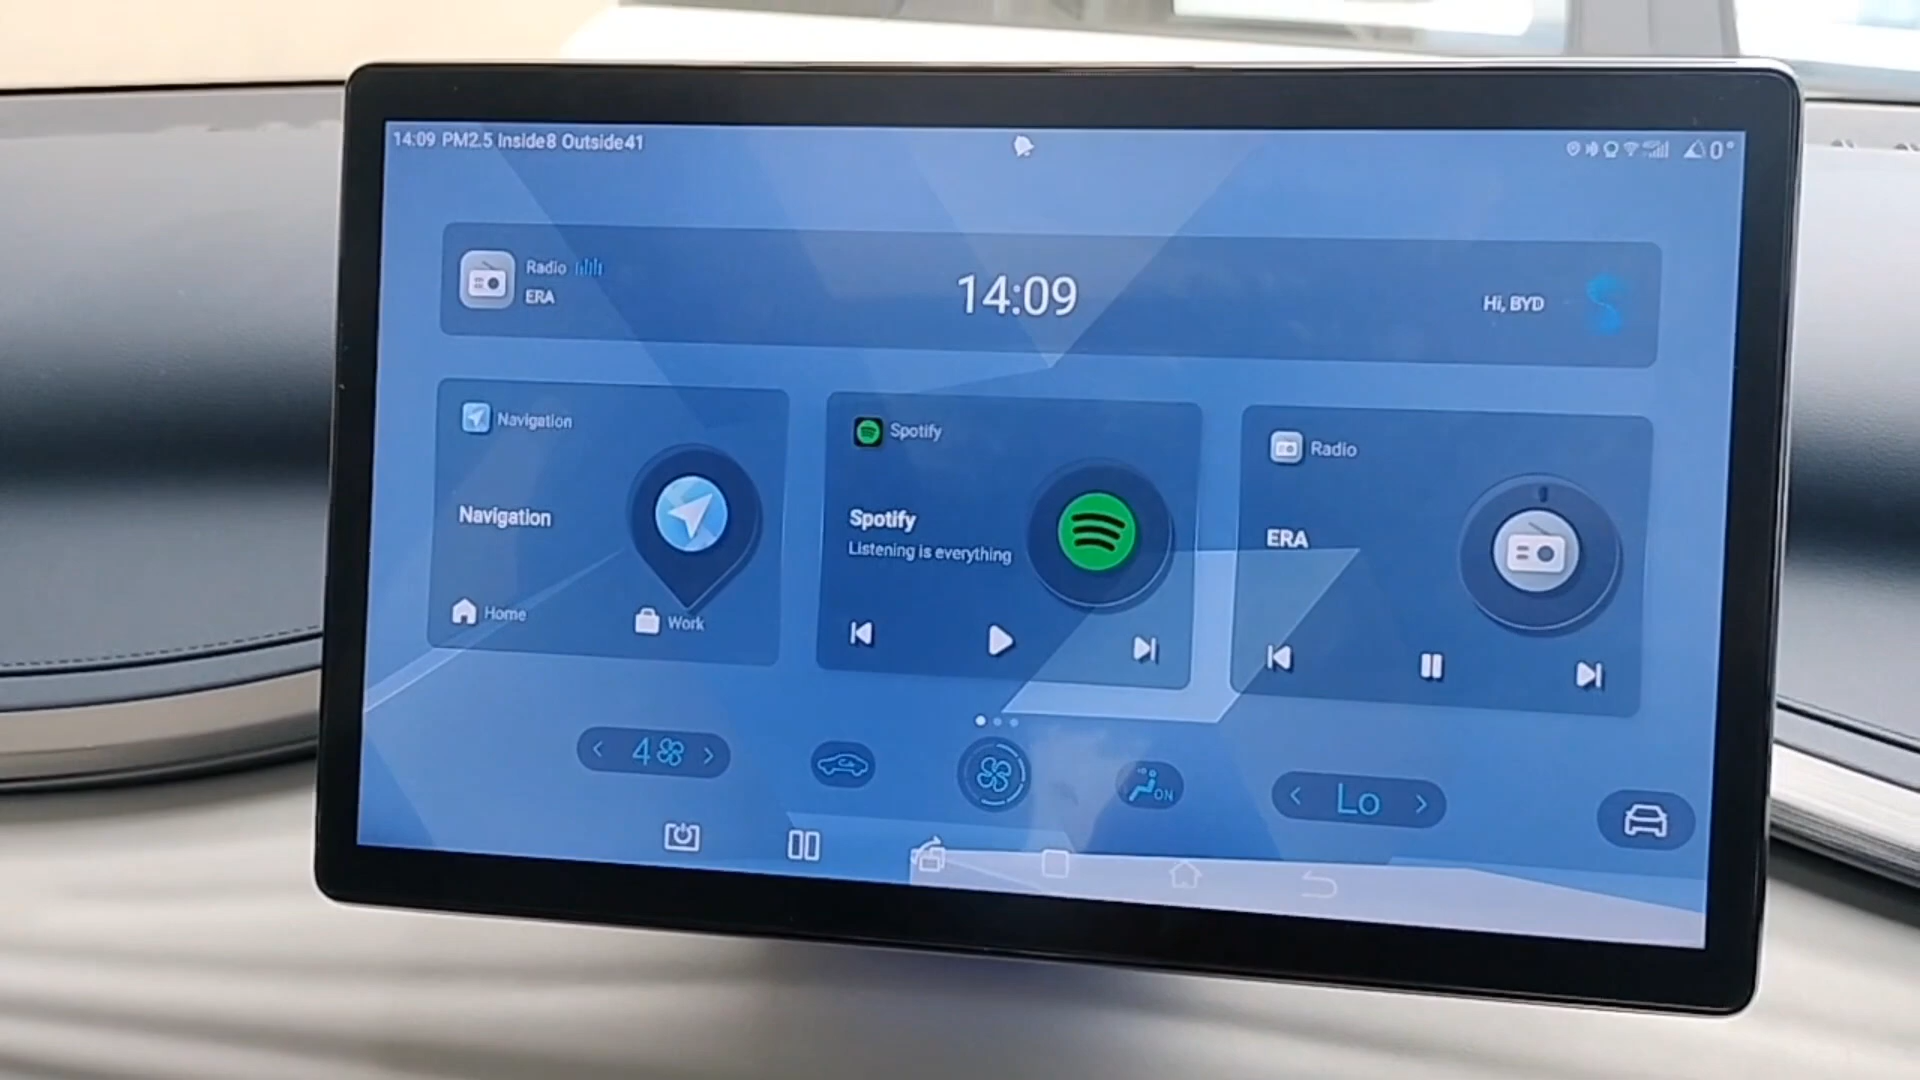 14:09 PM2.5 Inside8 Outside41
0°
Radio
ERA
14:09
Hi, BYD
Navigation
Navigation
Home
Work
Spotify
Spotify
Listening is everything
Radio
ERA
4
ON
Lo